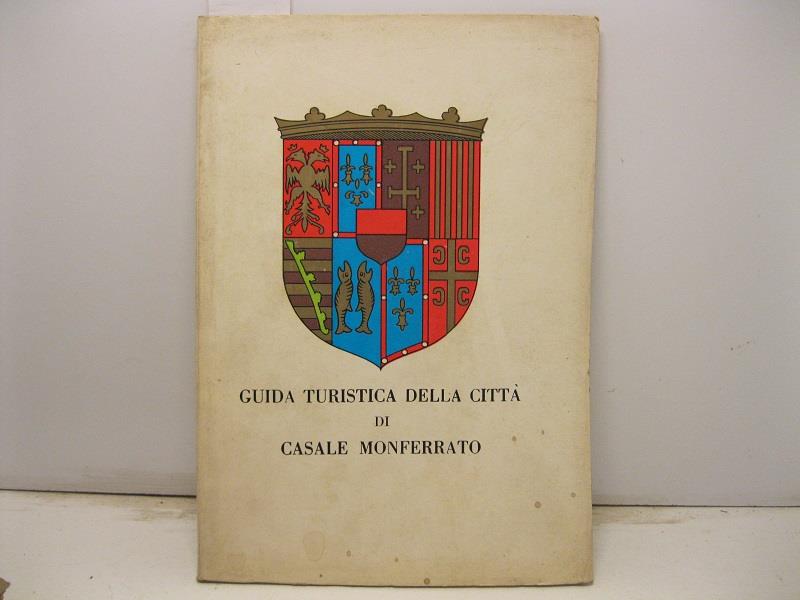 GUIDA TURISTICA DELLA CITTÀ
DI
CASALE MONFERRATO